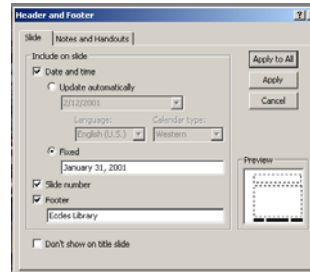 Header and Footer
Slide
Notes and Handouts
Include on slide
Date and time
Update automatically
2/12/2001
Language:
Calendar type:
English (U.S.)
Western
Fixed
January 31, 2001
Slide number
Footer
Eccles Library
Don't show on title slide
Apply to All
Apply
Cancel
Preview